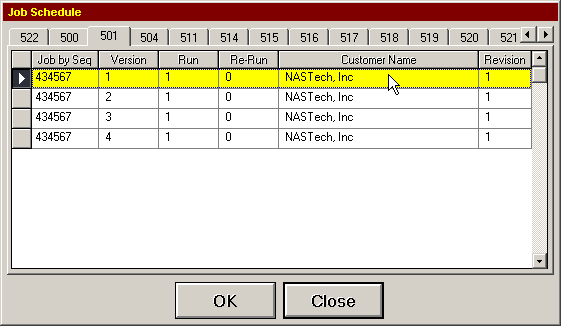 Job Schedule
522 500 501 504 511 514 515 516 517 518 519 520 521
Job by Seq Version Run Re-Run Customer Name Revision
434567 1 1 0 NASTech, Inc 1
434567 2 1 0 NASTech, Inc 1
434567 3 1 0 NASTech, Inc 1
434567 4 1 0 NASTech, Inc 1
OK Close